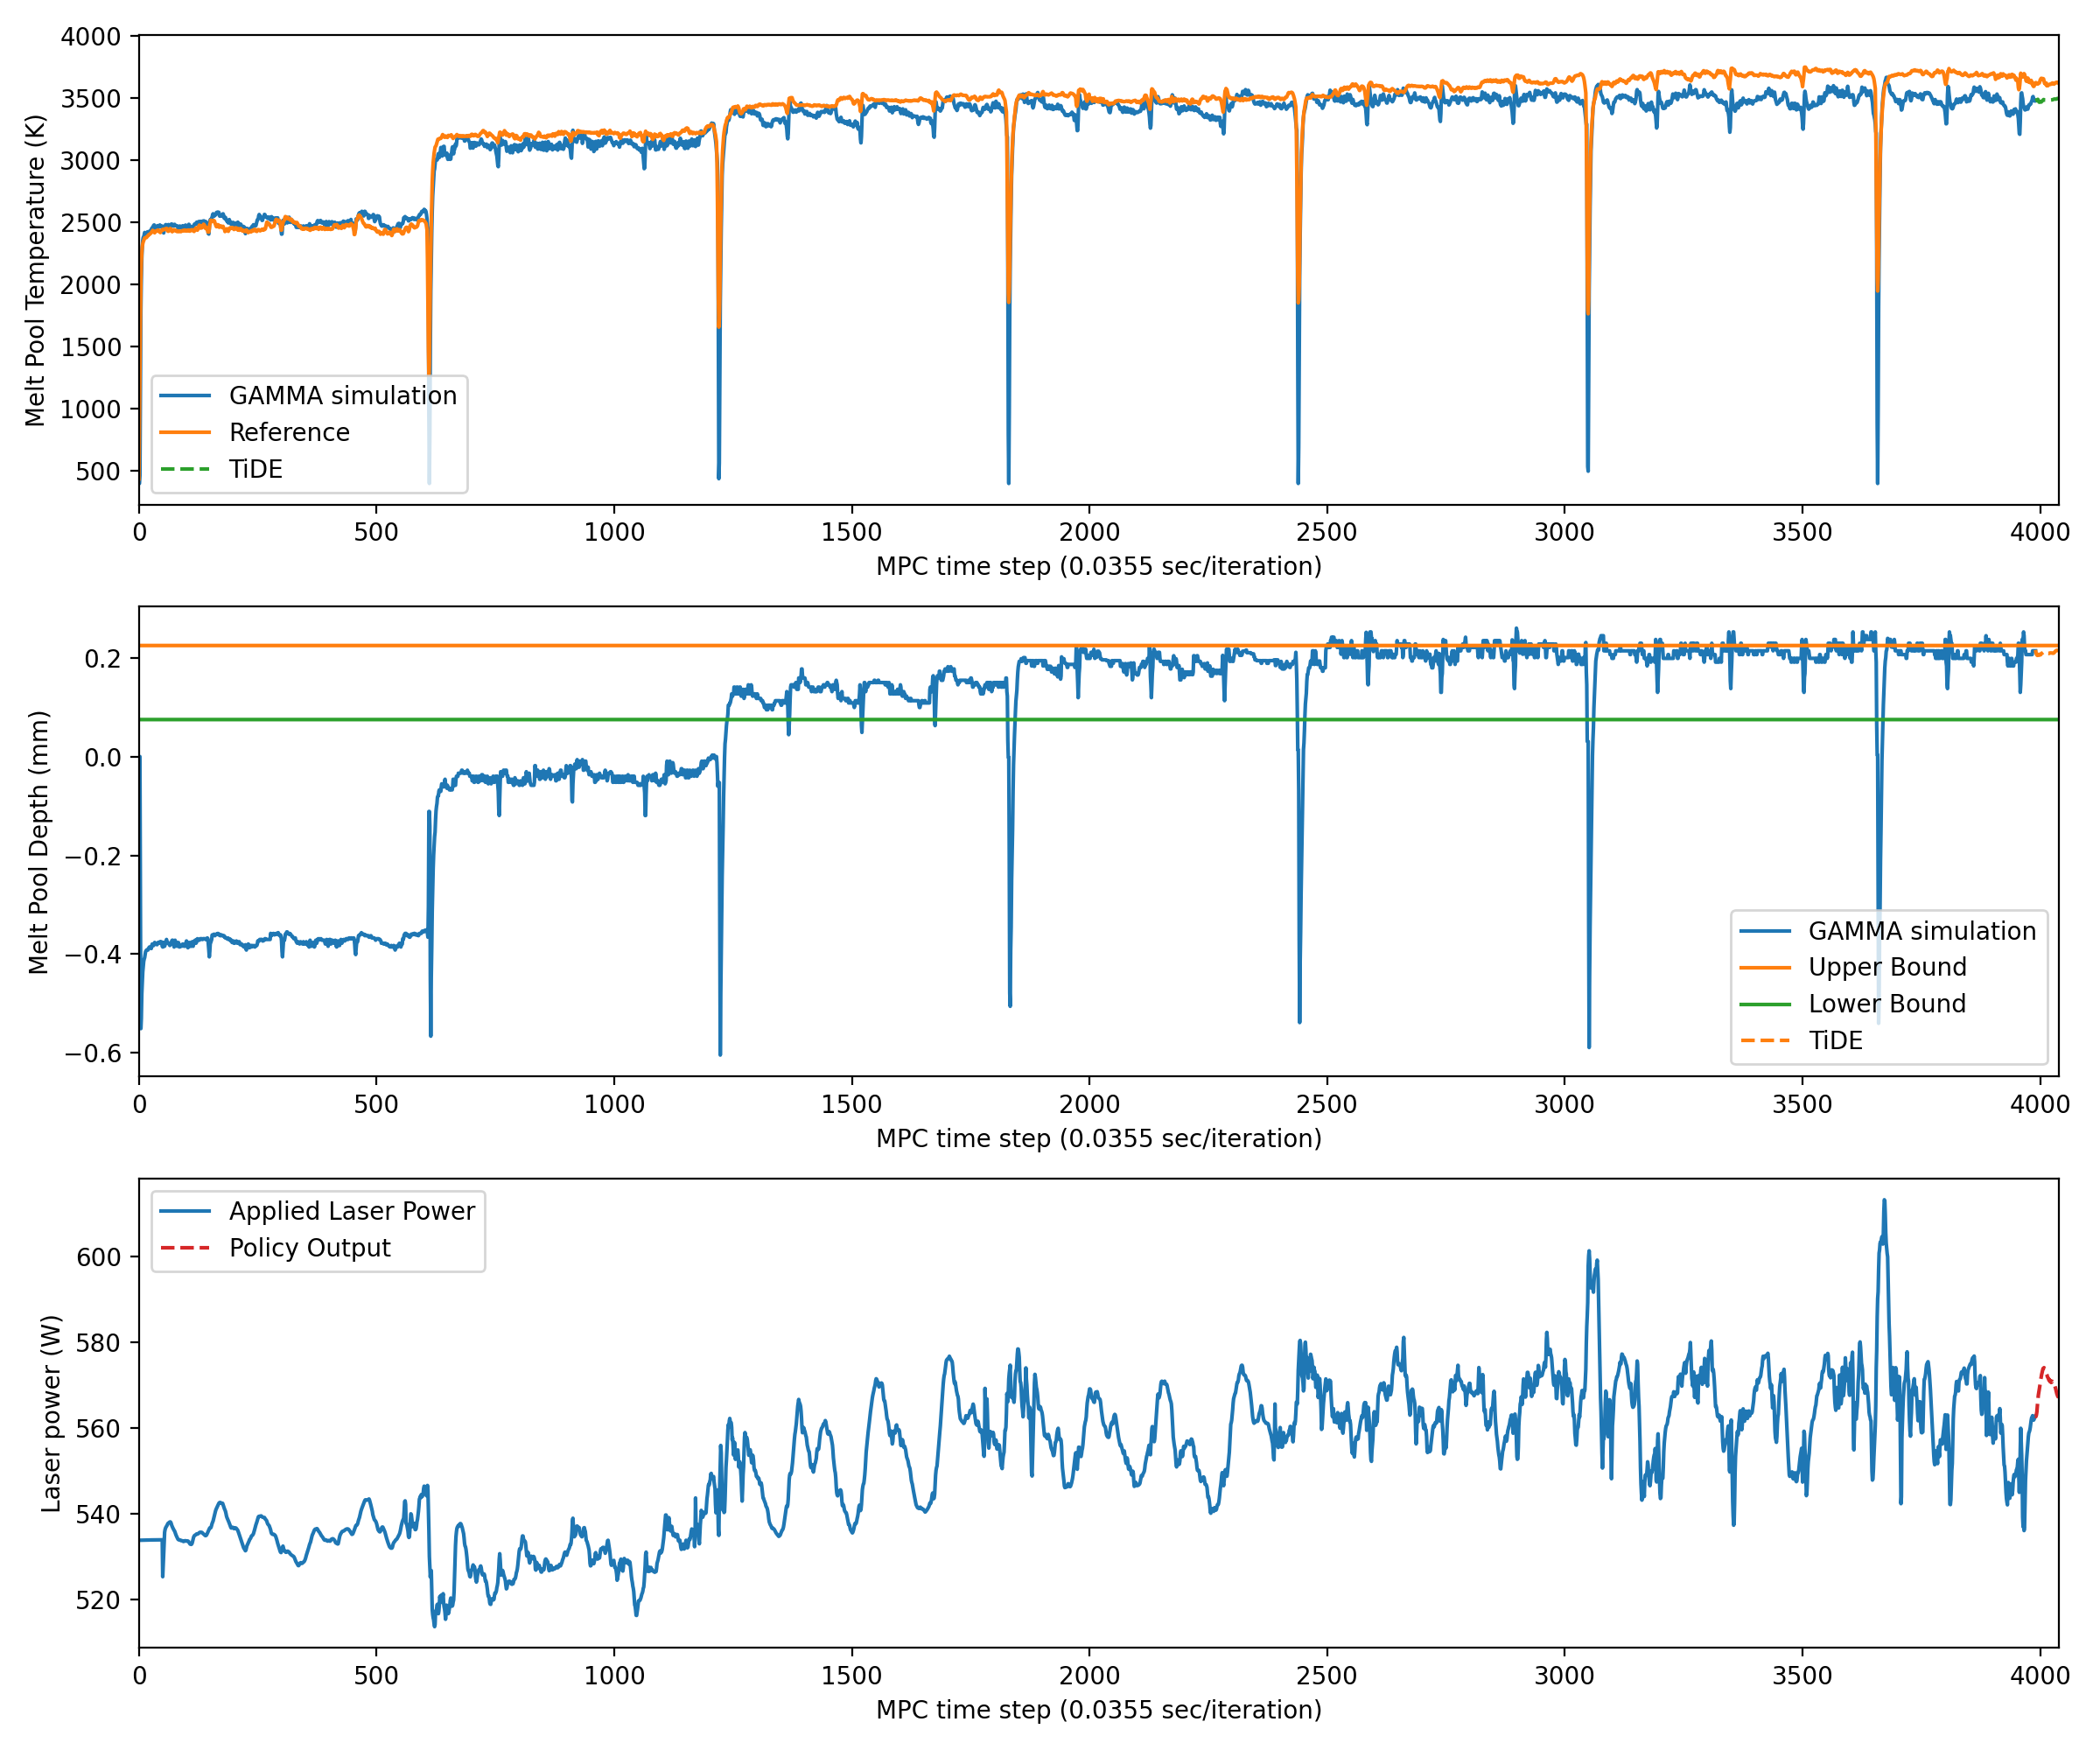 4000
3500
3000
2500
2000
1500
1000
500
Melt Pool Temperature (K)
GAMMA simulation
Reference
TiDE
0 500 1000 1500 2000 2500 3000 3500 4000
MPC time step (0.0355 sec/iteration)
0.2
0.0
−0.2
−0.4
−0.6
Melt Pool Depth (mm)
GAMMA simulation
Upper Bound
Lower Bound
TiDE
0 500 1000 1500 2000 2500 3000 3500 4000
MPC time step (0.0355 sec/iteration)
Applied Laser Power
Policy Output
600
580
560
540
520
Laser power (W)
0 500 1000 1500 2000 2500 3000 3500 4000
MPC time step (0.0355 sec/iteration)